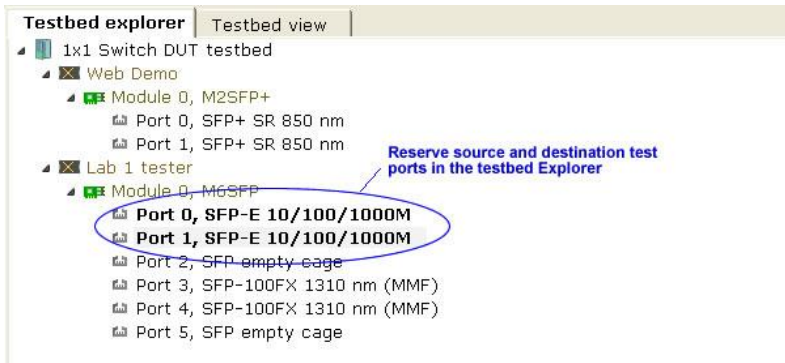 Testbed explorer Testbed view
1x1 Switch DUT testbed
Web Demo
Module 0, M2SFP+
Port 0, SFP+ SR 850 nm
Port 1, SFP+ SR 850 nm
Reserve source and destination test
ports in the testbed Explorer
Lab 1 tester
Module 0, M6SFP
Port 0, SFP-E 10/100/1000M
Port 1, SFP-E 10/100/1000M
Port 2, SFP empty cage
Port 3, SFP-100FX 1310 nm (MMF)
Port 4, SFP-100FX 1310 nm (MMF)
Port 5, SFP empty cage